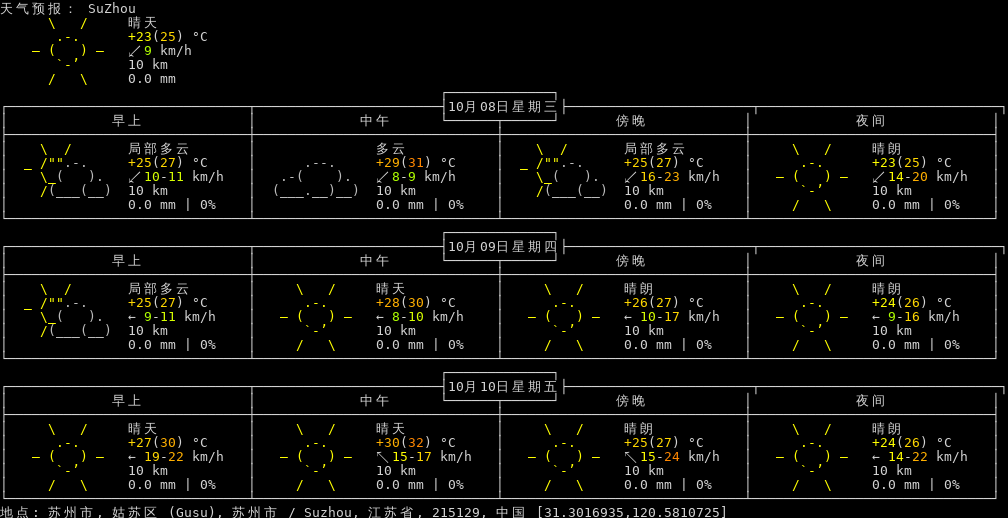 天气预报: SuZhou
晴天
+23(25) °C
↙ 9 km/h
10 km
0.0 mm
10月08日星期三
早上 中午 傍晚 夜间
局部多云 多云 局部多云 晴朗
+25(27) °C +29(31) °C +25(27) °C +23(25) °C
↙ 10-11 km/h ↙ 8-9 km/h ↙ 16-23 km/h ↙ 14-20 km/h
10 km 10 km 10 km 10 km
0.0 mm | 0% 0.0 mm | 0% 0.0 mm | 0% 0.0 mm | 0%
10月09日星期四
早上 中午 傍晚 夜间
局部多云 晴天 晴朗 晴朗
+25(27) °C +28(30) °C +26(27) °C +24(26) °C
← 9-11 km/h ← 8-10 km/h ← 10-17 km/h ← 9-16 km/h
10 km 10 km 10 km 10 km
0.0 mm | 0% 0.0 mm | 0% 0.0 mm | 0% 0.0 mm | 0%
10月10日星期五
早上 中午 傍晚 夜间
晴天 晴天 晴朗 晴朗
+27(30) °C +30(32) °C +25(27) °C +24(26) °C
← 19-22 km/h ↖ 15-17 km/h ↖ 15-24 km/h ← 14-22 km/h
10 km 10 km 10 km 10 km
0.0 mm | 0% 0.0 mm | 0% 0.0 mm | 0% 0.0 mm | 0%
地点: 苏州市, 姑苏区 (Gusu), 苏州市 / Suzhou, 江苏省, 215129, 中国 [31.3016935,120.5810725]